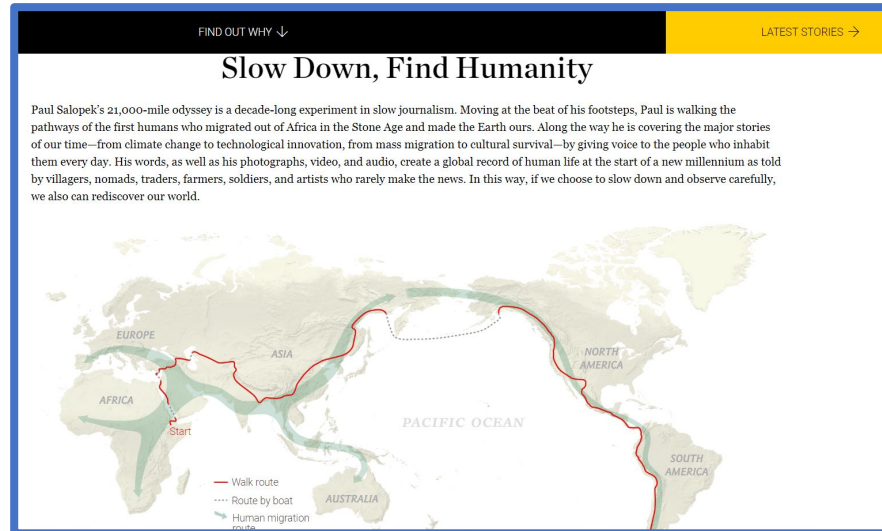 FIND OUT WHY ↓
LATEST STORIES →
Slow Down, Find Humanity
Paul Salopek's 21,000-mile odyssey is a decade-long experiment in slow journalism. Moving at the beat of his footsteps, Paul is walking the
pathways of the first humans who migrated out of Africa in the Stone Age and made the Earth ours. Along the way he is covering the major stories
of our time—from climate change to technological innovation, from mass migration to cultural survival—by giving voice to the people who inhabit
them every day. His words, as well as his photographs, video, and audio, create a global record of human life at the start of a new millennium as told
by villagers, nomads, traders, farmers, soldiers, and artists who rarely make the news. In this way, if we choose to slow down and observe carefully,
we also can rediscover our world.
EUROPE
ASIA
NORTH
AMERICA
AFRICA
PACIFIC OCEAN
Start
SOUTH
AMERICA
Walk route
Route by boat
AUSTRALIA
Human migration
route